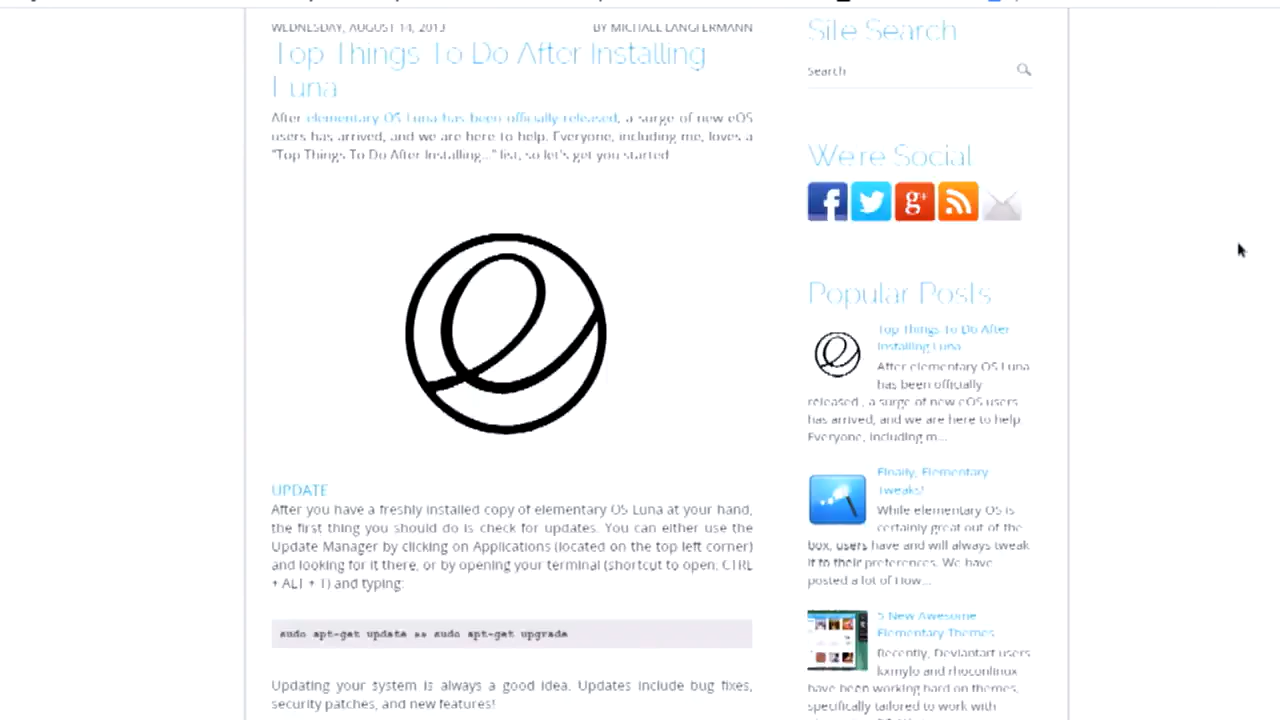 WEDNESDAY, AUGUST 14, 2013
BY MICHAEL LANGFERMANN
Top Things To Do After Installing
Luna
After elementary OS Luna has been officially released, a surge of new eOS
users has arrived, and we are here to help. Everyone, including me, loves a
"Top Things To Do After Installing..." list, so let's get you started
UPDATE
After you have a freshly installed copy of elementary OS Luna at your hand,
the first thing you should do is check for updates. You can either use the
Update Manager by clicking on Applications (located on the top left corner)
and looking for it there, or by opening your terminal (shortcut to open: CTRL
+ ALT + T) and typing:
sudo apt-get update && sudo apt-get upgrade
Updating your system is always a good idea. Updates include bug fixes,
security patches, and new features!
Site Search
Search
We're Social
Popular Posts
Top Things To Do After
Installing Luna
After elementary OS Luna
has been officially
released , a surge of new eOS users
has arrived, and we are here to help.
Everyone, including m...
Finally, Elementary
Tweaks!
While elementary OS is
certainly great out of the
box, users have and will always tweak
it to their preferences. We have
posted a lot of How...
5 New Awesome
Elementary Themes
Recently, Deviantart users
have been working hard on themes,
specifically tailored to work with